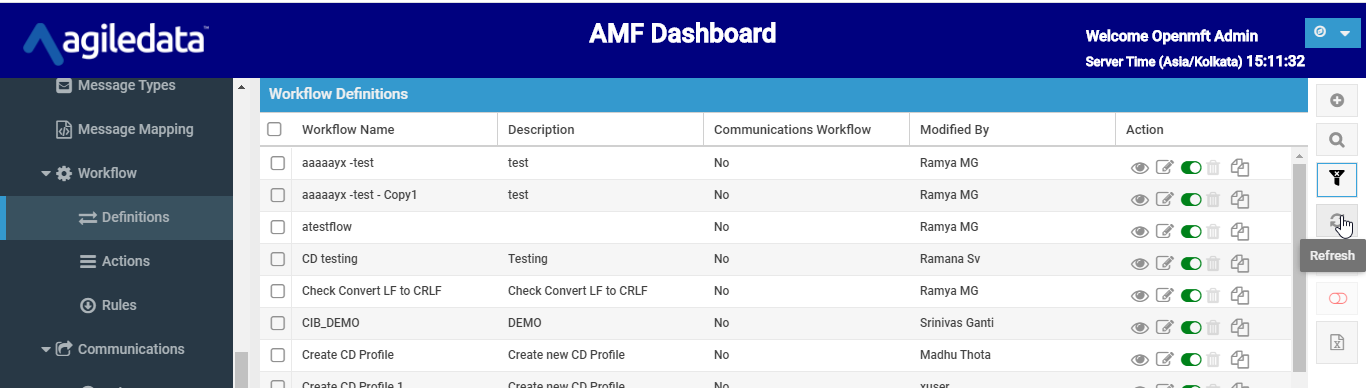 agiledata™
AMF Dashboard
Welcome Openmft Admin
Server Time (Asia/Kolkata) 15:11:32
Message Types
Message Mapping
Workflow
Definitions
Actions
Rules
Communications
Workflow Definitions
Workflow Name Description Communications Workflow Modified By Action
aaaaayx -test test No Ramya MG
aaaaayx -test - Copy1 test No Ramya MG
atestflow No Ramya MG
CD testing Testing No Ramana Sv
Check Convert LF to CRLF Check Convert LF to CRLF No Ramya MG
CIB_DEMO DEMO No Srinivas Ganti
Create CD Profile Create new CD Profile No Madhu Thota
Create CD Profile 1 Create new CD Profile No xuser
Refresh